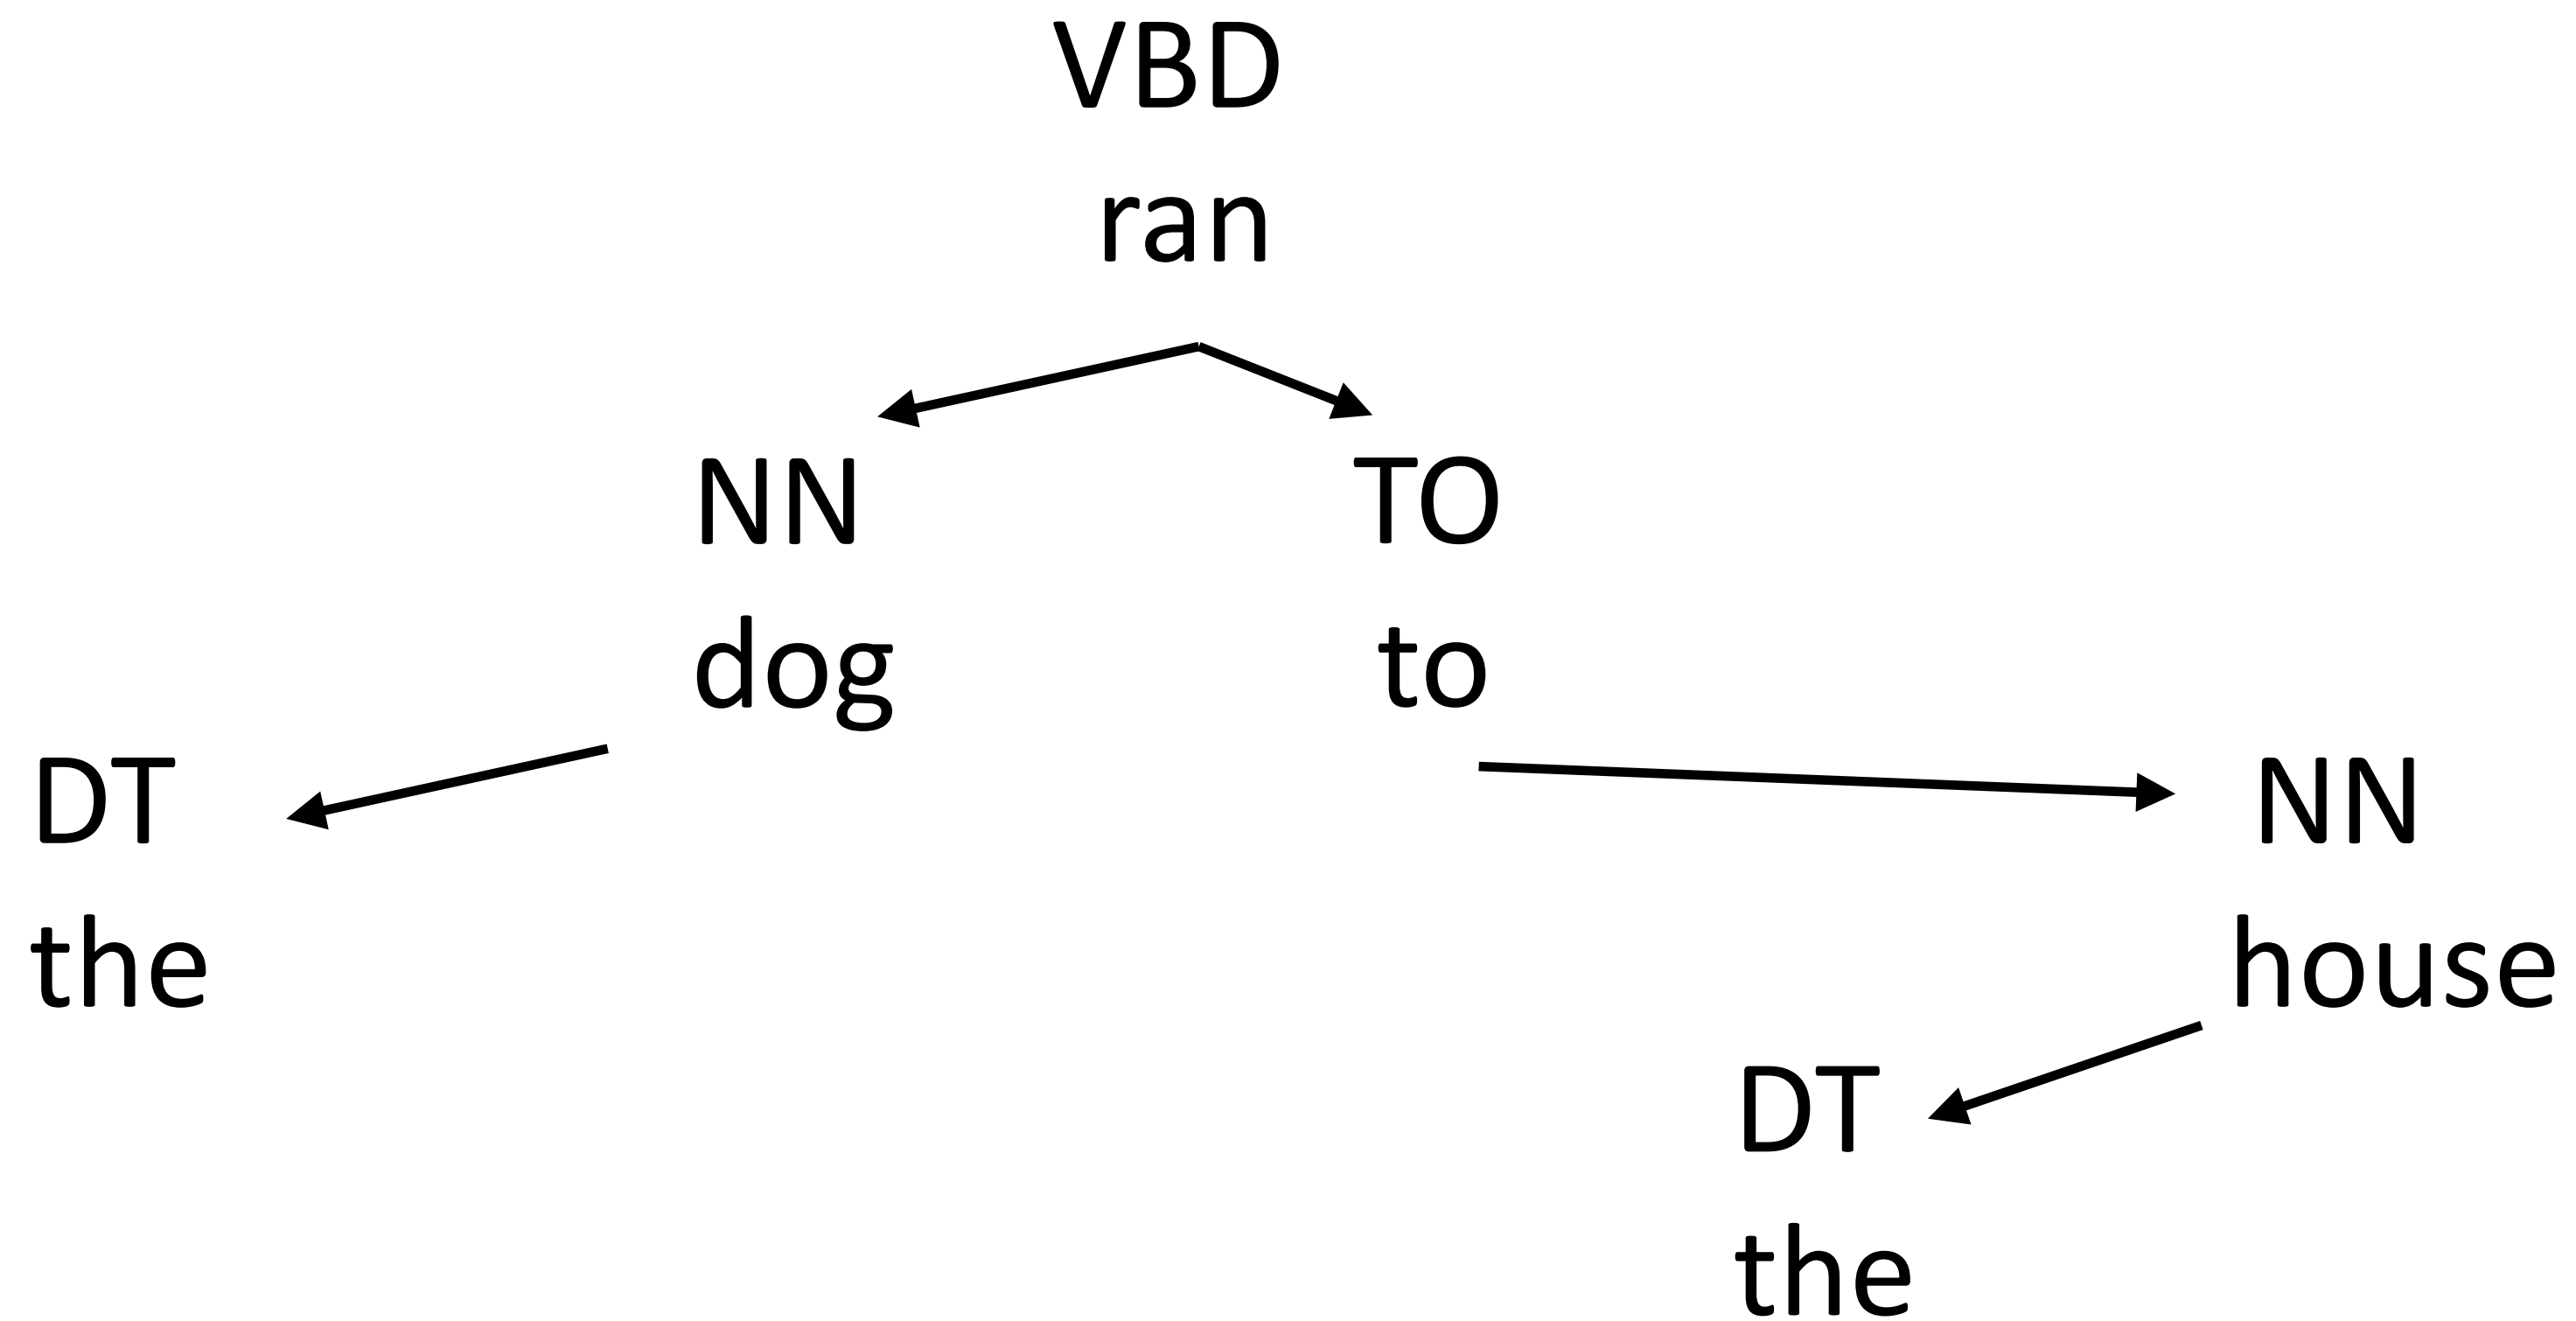 VBD
ran
NN TO
dog to
DT NN
the house
DT
the